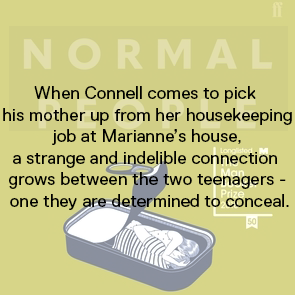 ff
NORMAL
PEOPLE
When Connell comes to pick
his mother up from her housekeeping
job at Marianne's house,
a strange and indelible connection
grows between the two teenagers -
one they are determined to conceal.
Longlisted
Man
Prize
50